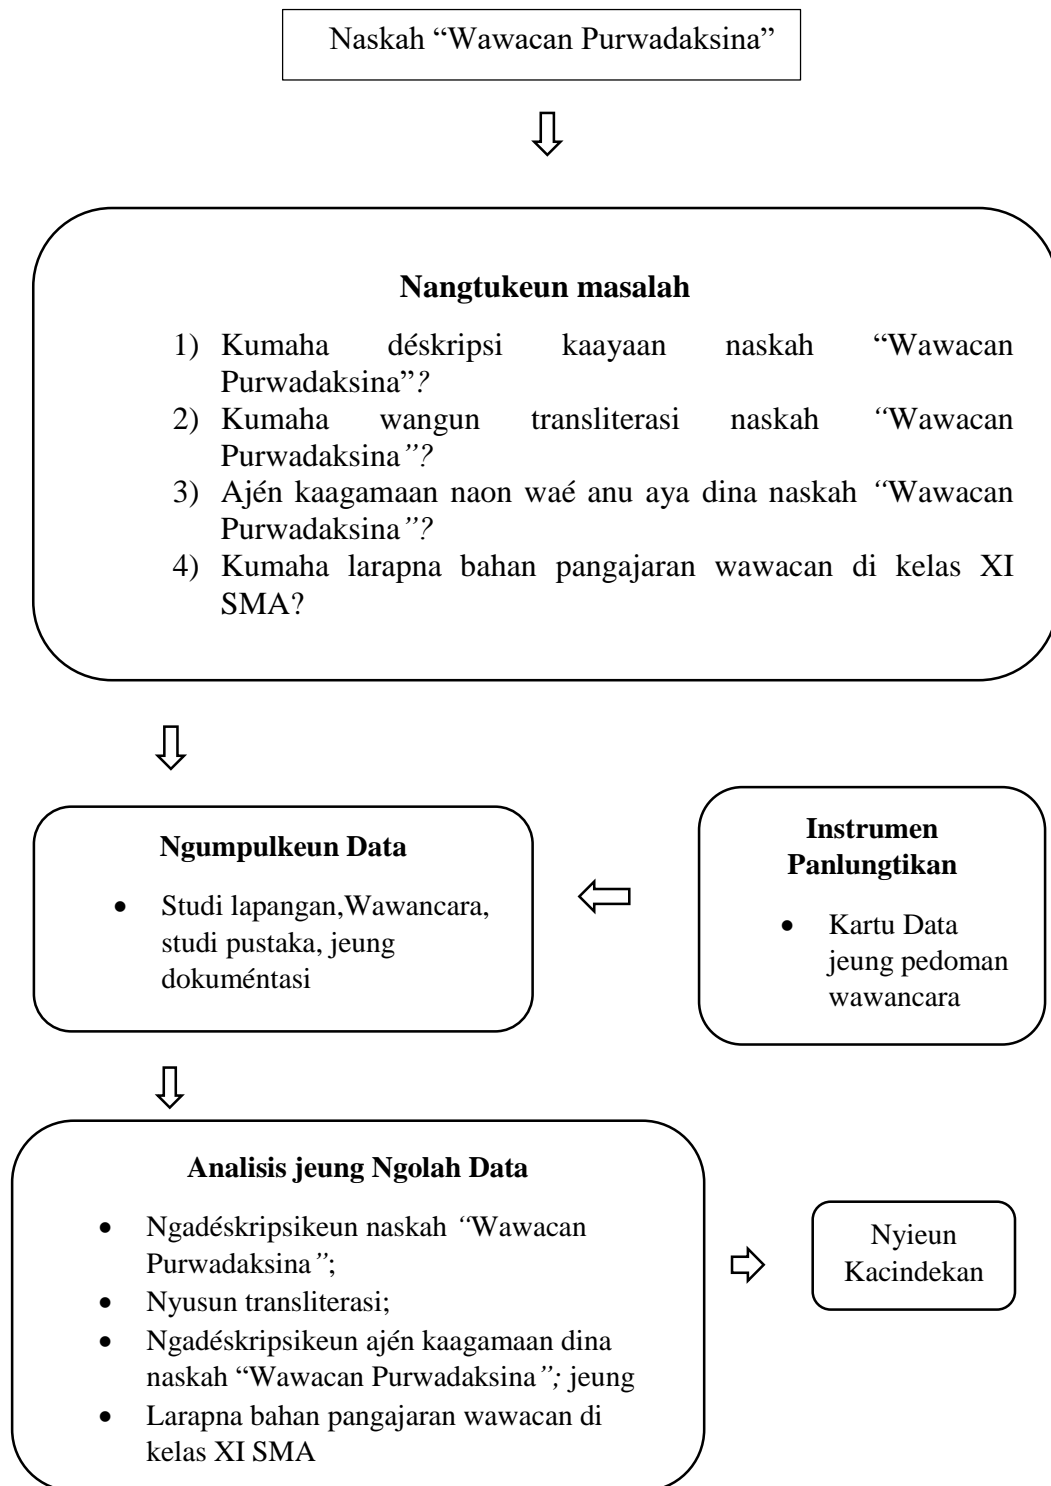 Naskah “Wawacan Purwadaksina”
Nangtukeun masalah
1) Kumaha déskripsi kaayaan naskah “Wawacan
Purwadaksina”?
2) Kumaha wangun transliterasi naskah “Wawacan
Purwadaksina”?
3) Ajén kaagamaan naon waé anu aya dina naskah “Wawacan
Purwadaksina”?
4) Kumaha larapna bahan pangajaran wawacan di kelas XI
SMA?
Ngumpulkeun Data
• Studi lapangan,Wawancara,
studi pustaka, jeung
dokuméntasi
Instrumen
Panlungtikan
• Kartu Data
jeung pedoman
wawancara
Analisis jeung Ngolah Data
• Ngadéskripsikeun naskah “Wawacan
Purwadaksina”;
• Nyusun transliterasi;
• Ngadéskripsikeun ajén kaagamaan dina
naskah “Wawacan Purwadaksina”; jeung
• Larapna bahan pangajaran wawacan di
kelas XI SMA
Nyieun
Kacindekan